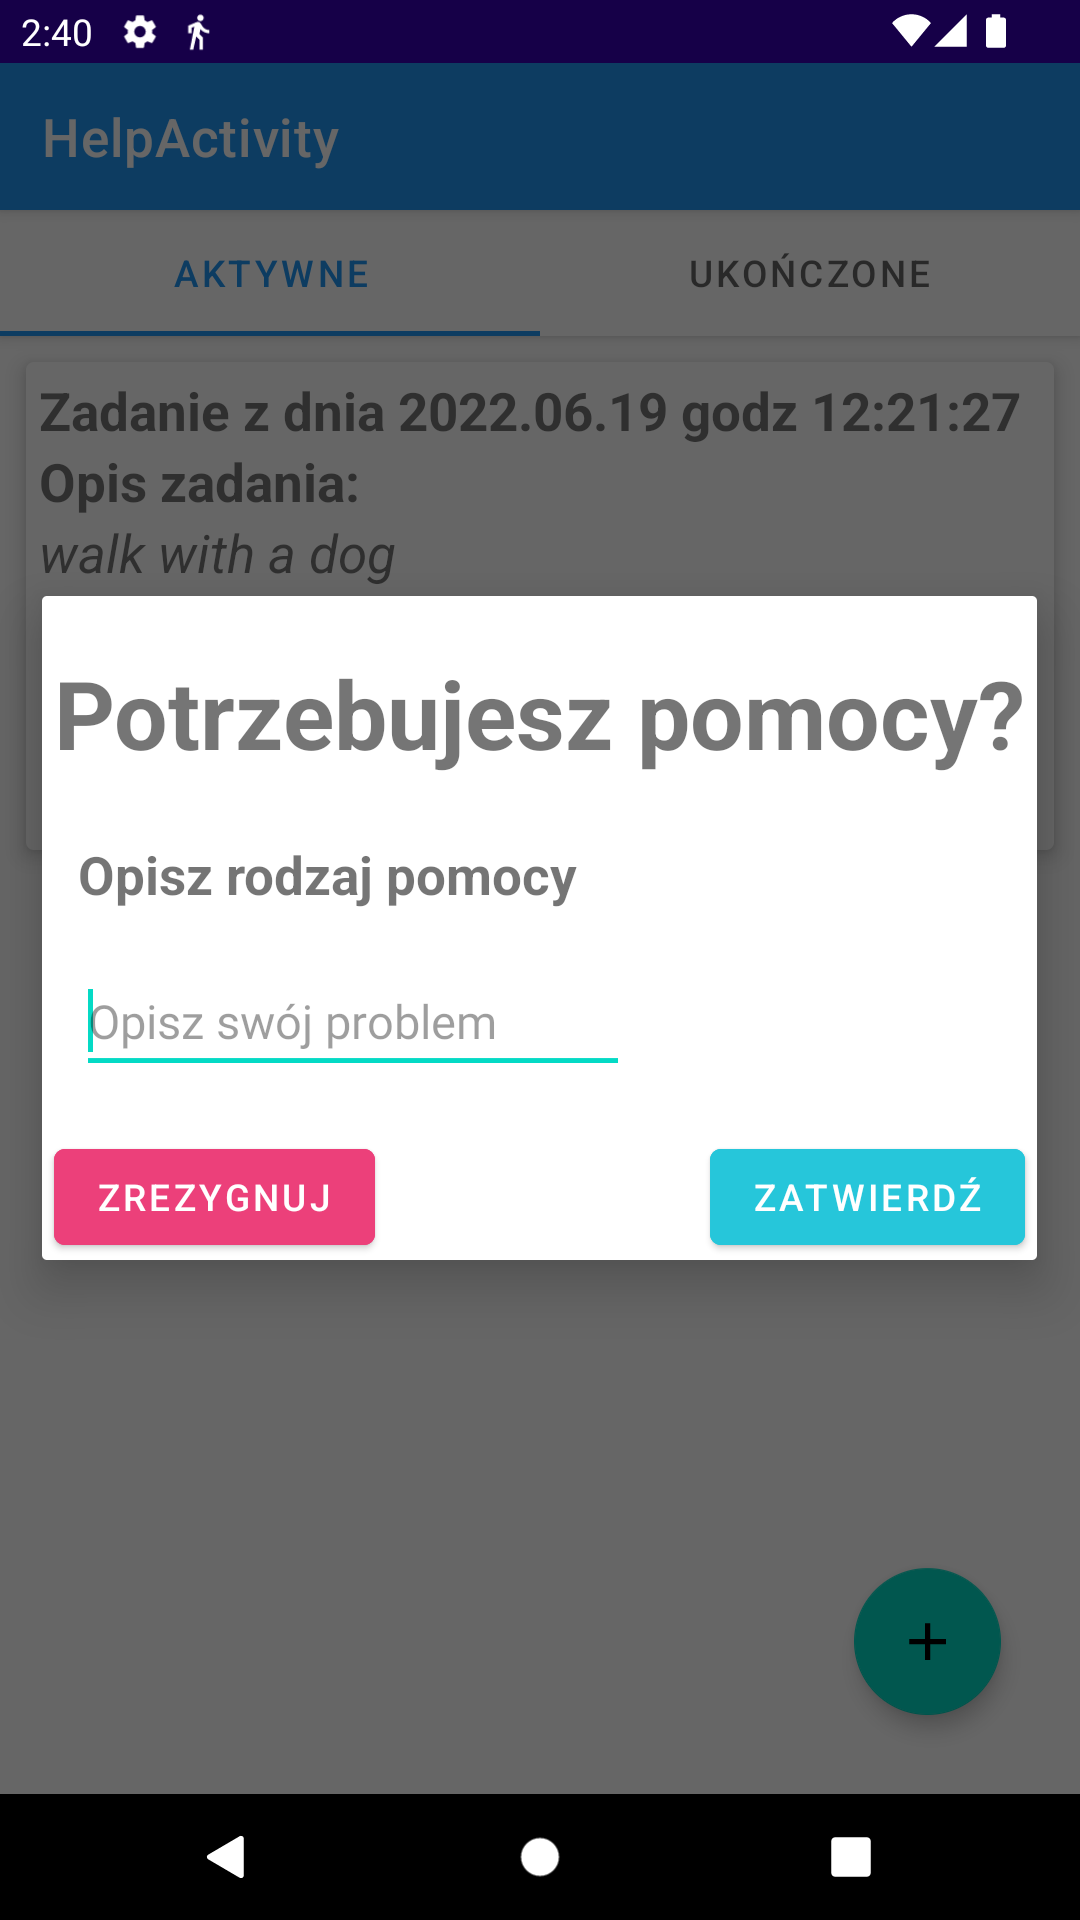 2:40
HelpActivity
AKTYWNE
UKOŃCZONE
Zadanie z dnia 2022.06.19 godz 12:21:27
Opis zadania:
walk with a dog
Potrzebujesz pomocy?
Opisz rodzaj pomocy
Opisz swój problem
ZREZYGNUJ
ZATWIERDŹ